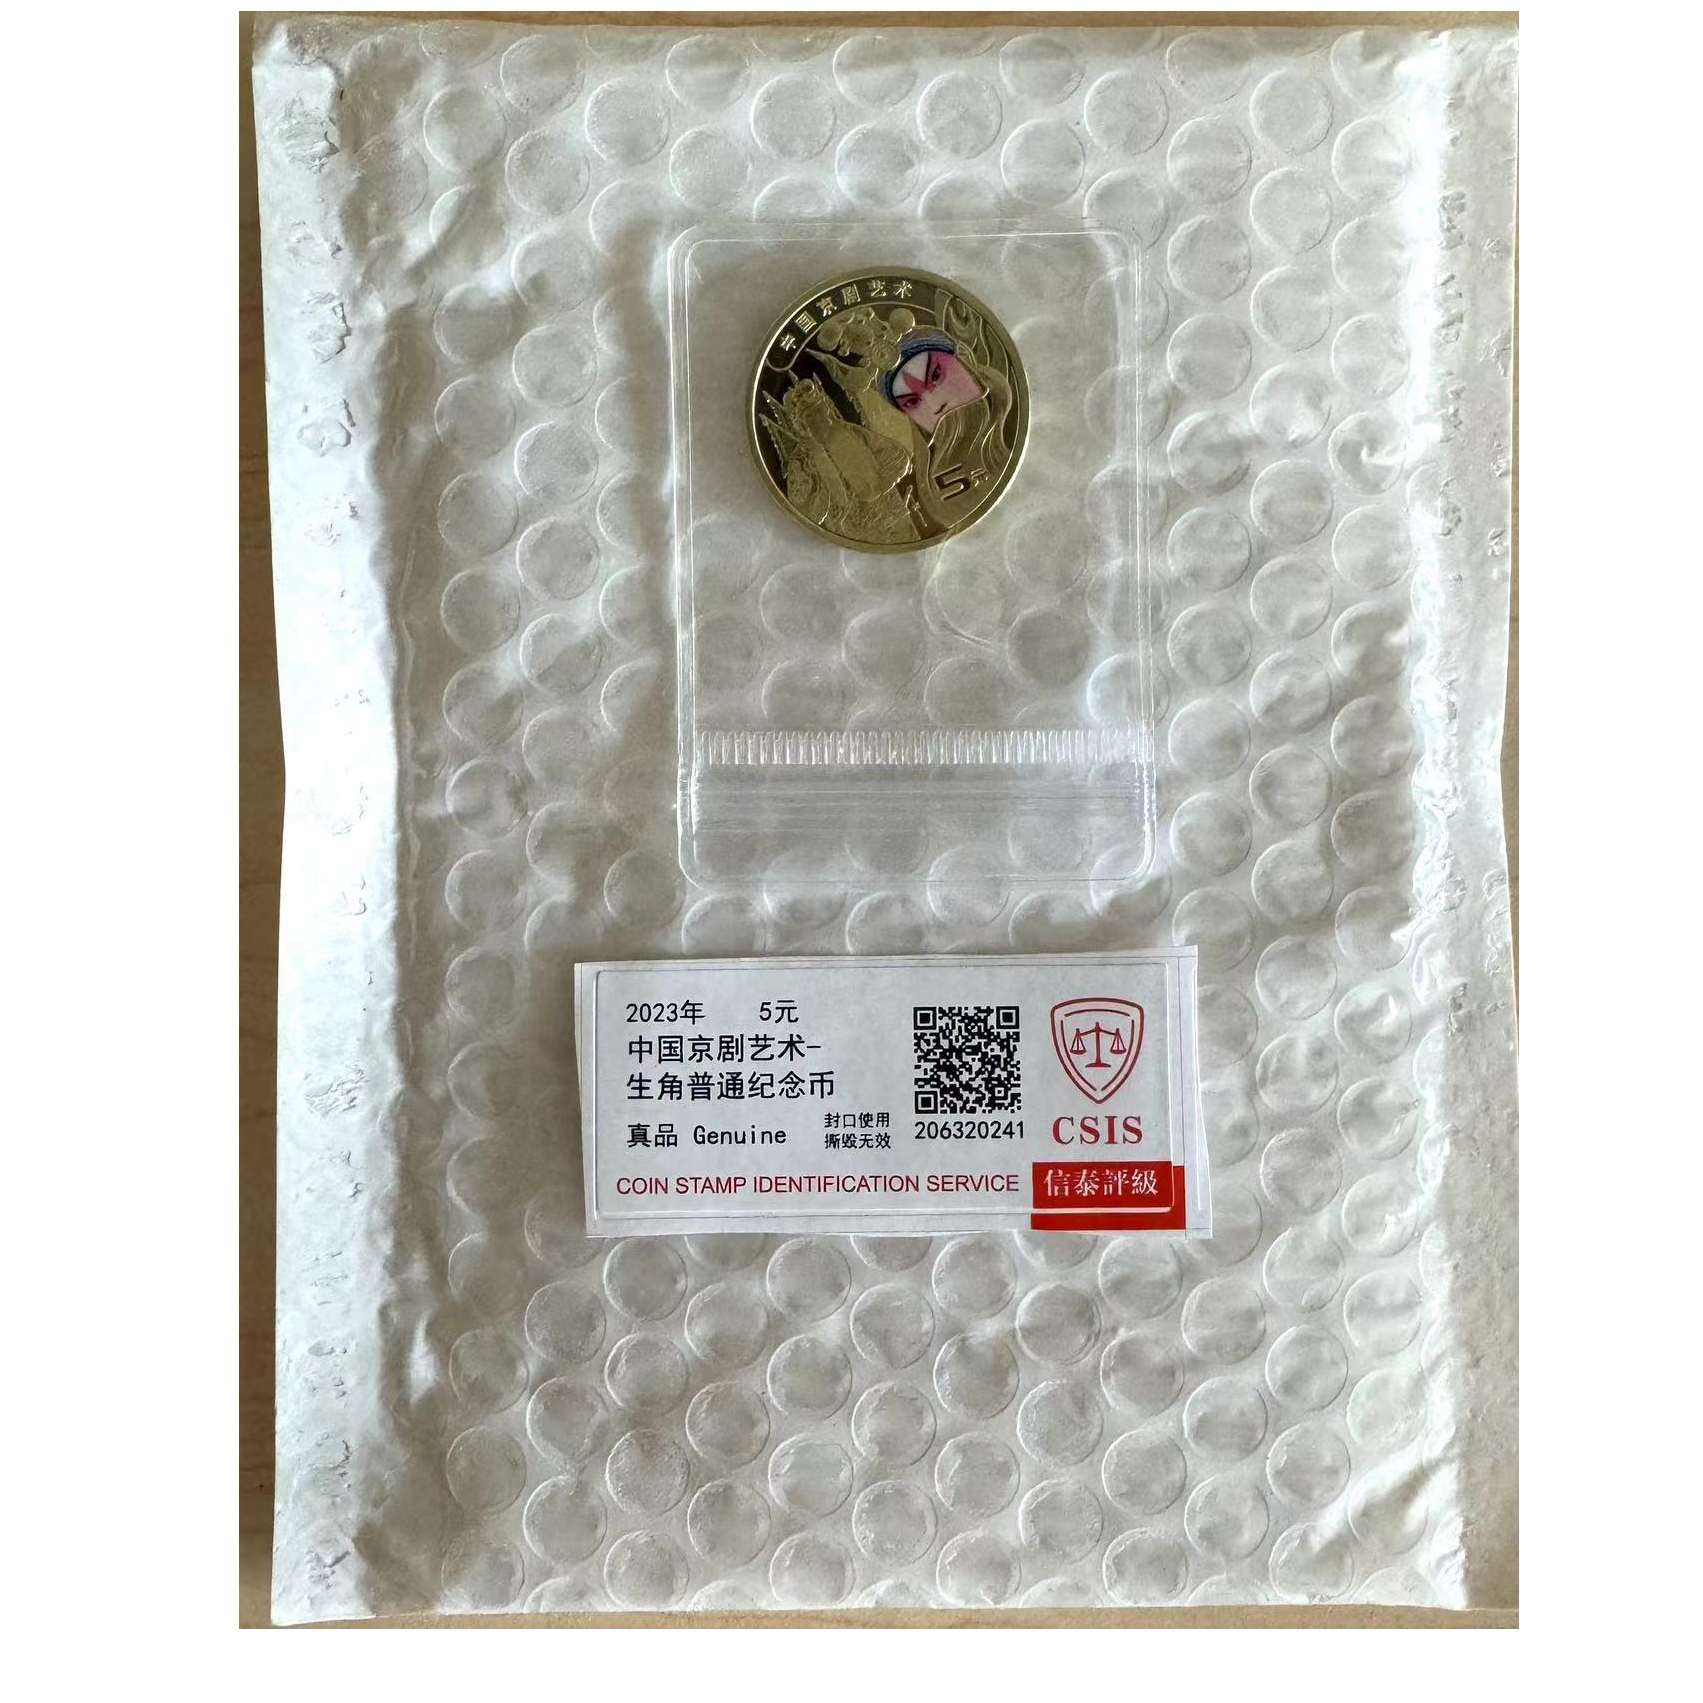 中国京剧艺术
5元
2023年 5元
中国京剧艺术-
生角普通纪念币
真品 Genuine
封口使用
撕毁无效
206320241
CSIS
COIN STAMP IDENTIFICATION SERVICE
信泰評級